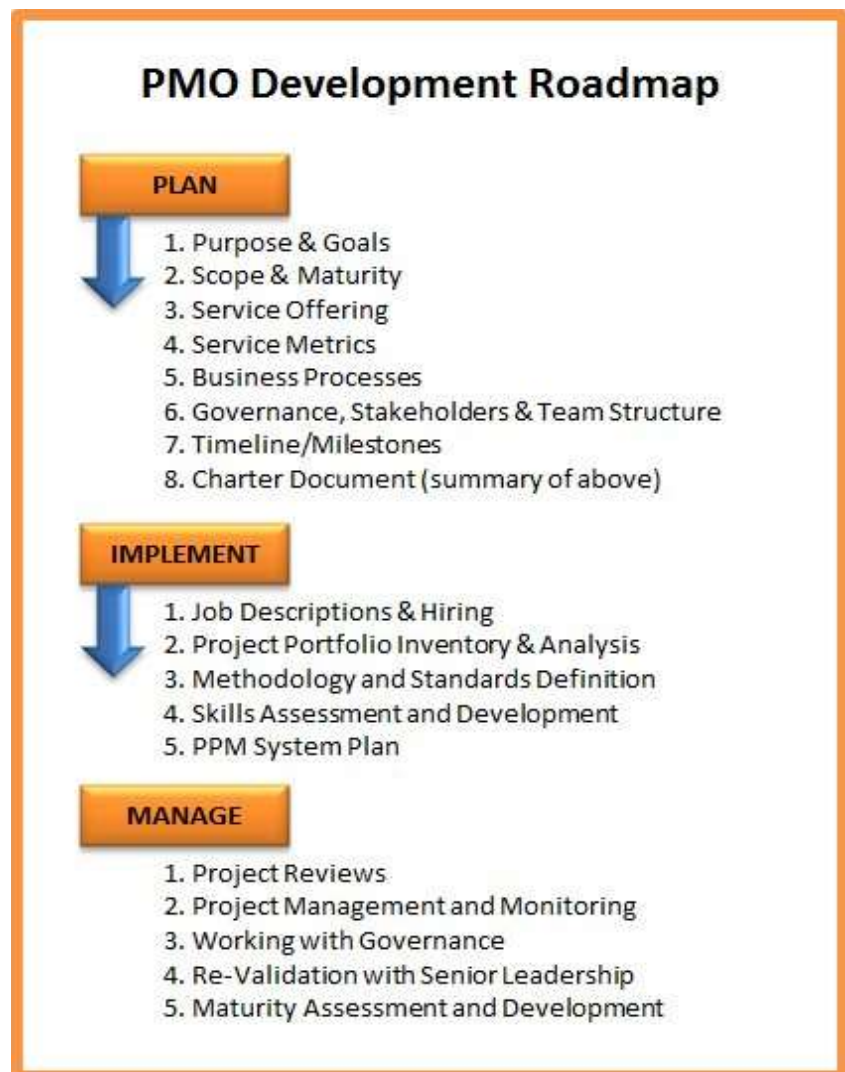 PMO Development Roadmap
PLAN
1. Purpose & Goals
2. Scope & Maturity
3. Service Offering
4. Service Metrics
5. Business Processes
6. Governance, Stakeholders & Team Structure
7. Timeline/Milestones
8. Charter Document (summary of above)
IMPLEMENT
1. Job Descriptions & Hiring
2. Project Portfolio Inventory & Analysis
3. Methodology and Standards Definition
4. Skills Assessment and Development
5. PPM System Plan
MANAGE
1. Project Reviews
2. Project Management and Monitoring
3. Working with Governance
4. Re-Validation with Senior Leadership
5. Maturity Assessment and Development